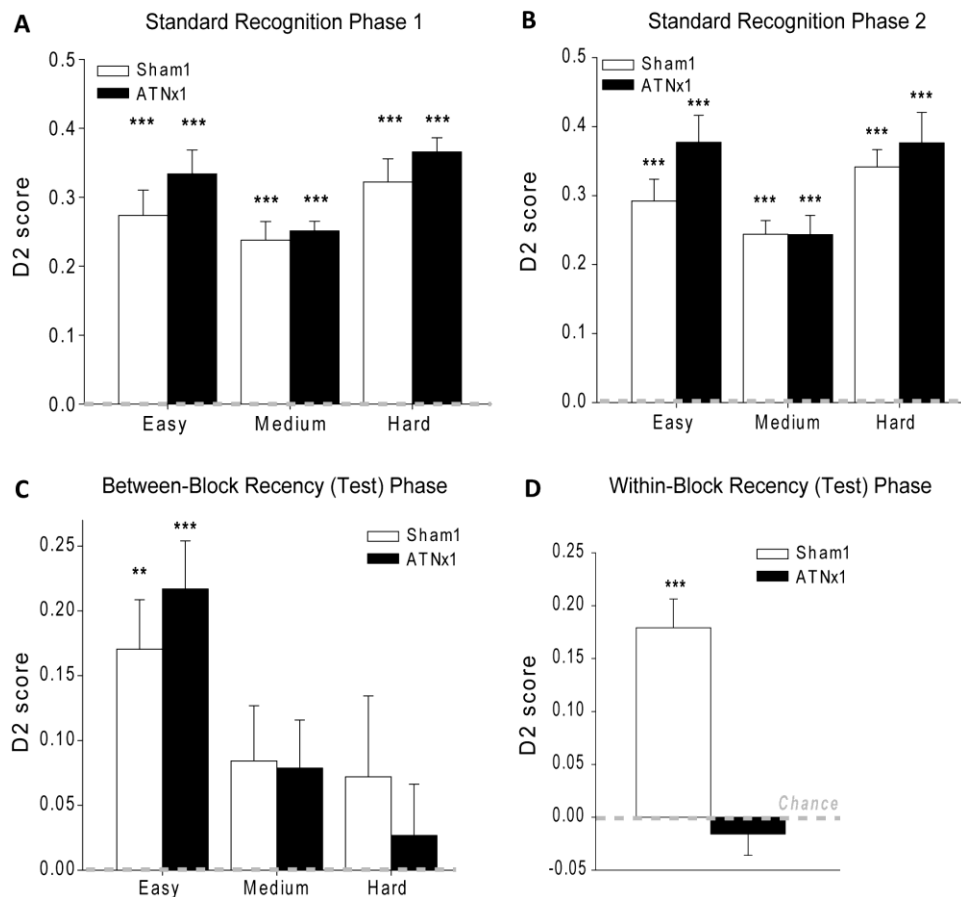 A
Standard Recognition Phase 1
0.5
0.4
0.3
0.2
0.1
0.0
D2 score
Sham1
ATNx1
*** *** *** *** *** ***
Easy Medium Hard
B
Standard Recognition Phase 2
0.5
0.4
0.3
0.2
0.1
0.0
D2 score
Sham1
ATNx1
*** *** *** *** *** ***
Easy Medium Hard
C
Between-Block Recency (Test) Phase
0.25
0.20
0.15
0.10
0.05
0.00
D2 score
Sham1
ATNx1
** ***
Easy Medium Hard
D
Within-Block Recency (Test) Phase
0.25
0.20
0.15
0.10
0.05
0.00
-0.05
D2 score
Sham1
ATNx1
***
Chance